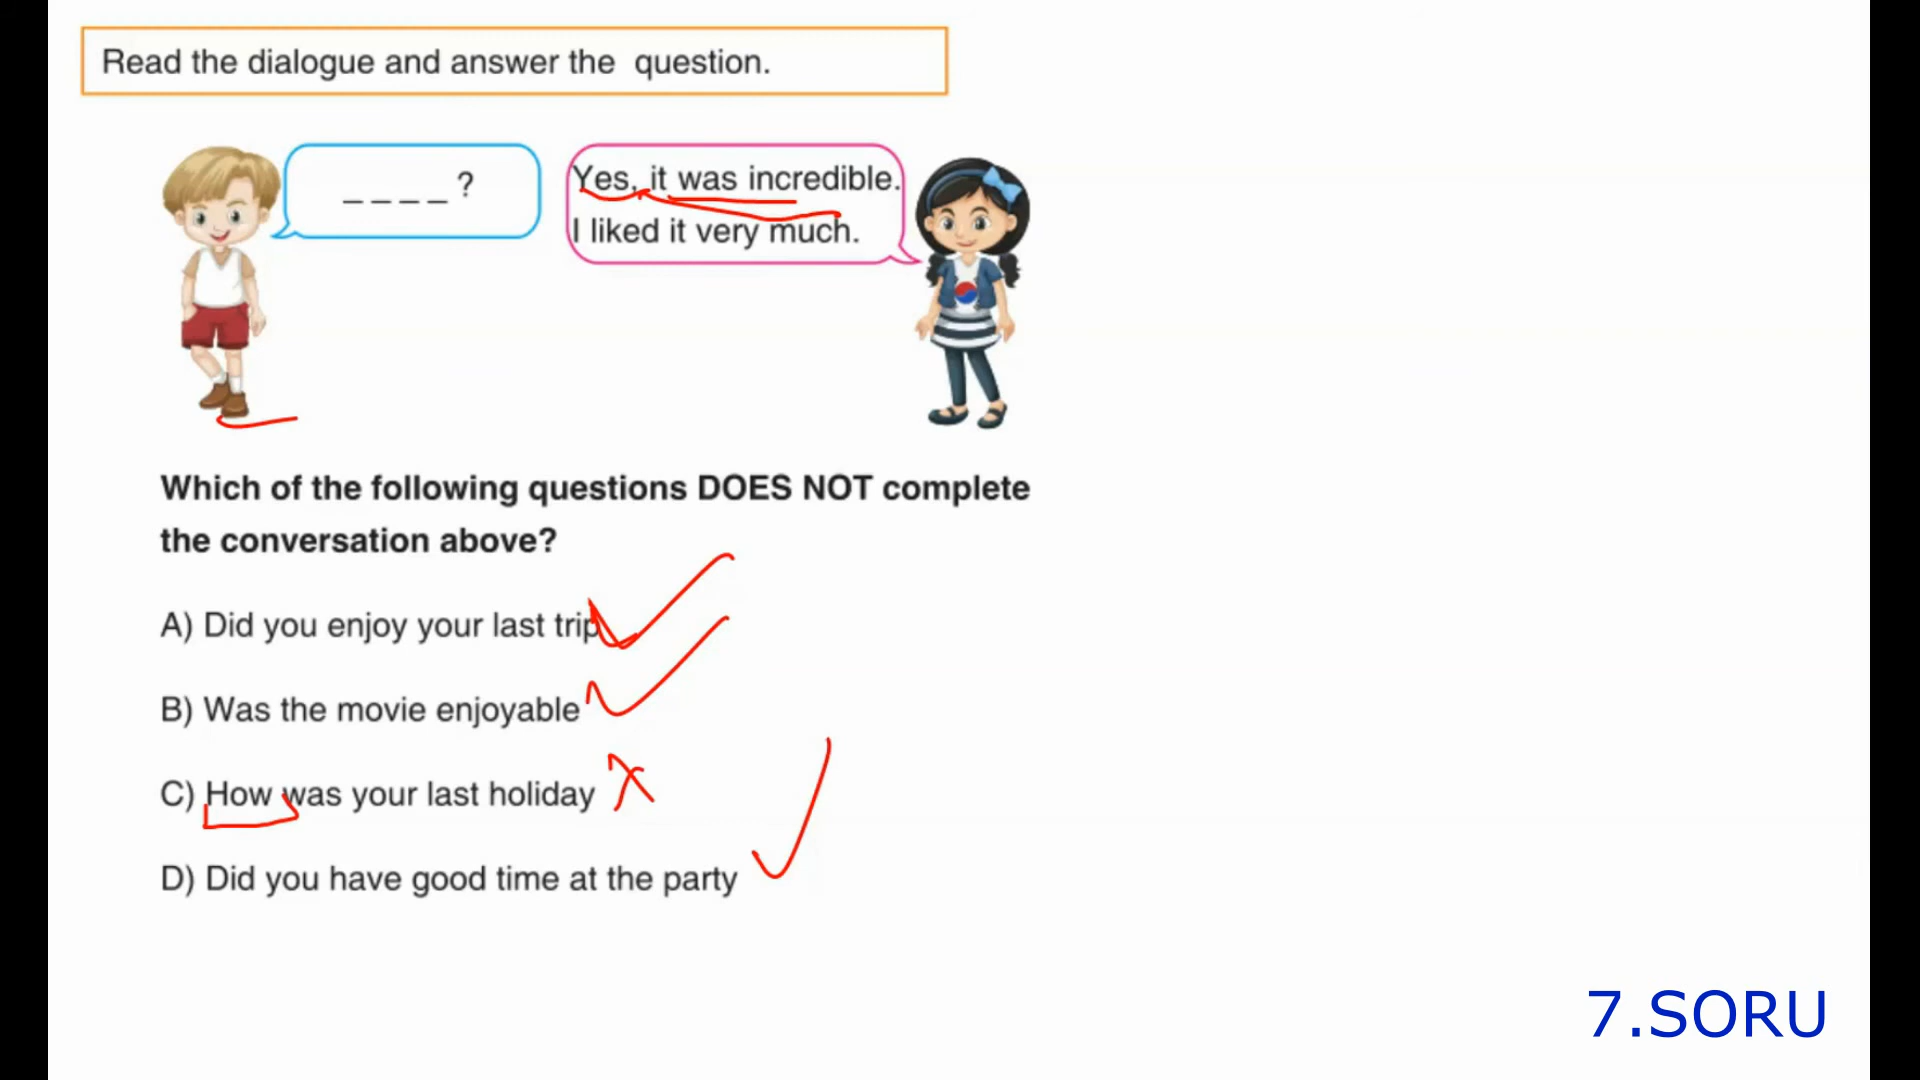 Read the dialogue and answer the question.
_ _ _ _ ?
Yes, it was incredible.
I liked it very much.
Which of the following questions DOES NOT complete
the conversation above?
A) Did you enjoy your last trip
B) Was the movie enjoyable
C) How was your last holiday
D) Did you have good time at the party
7.SORU